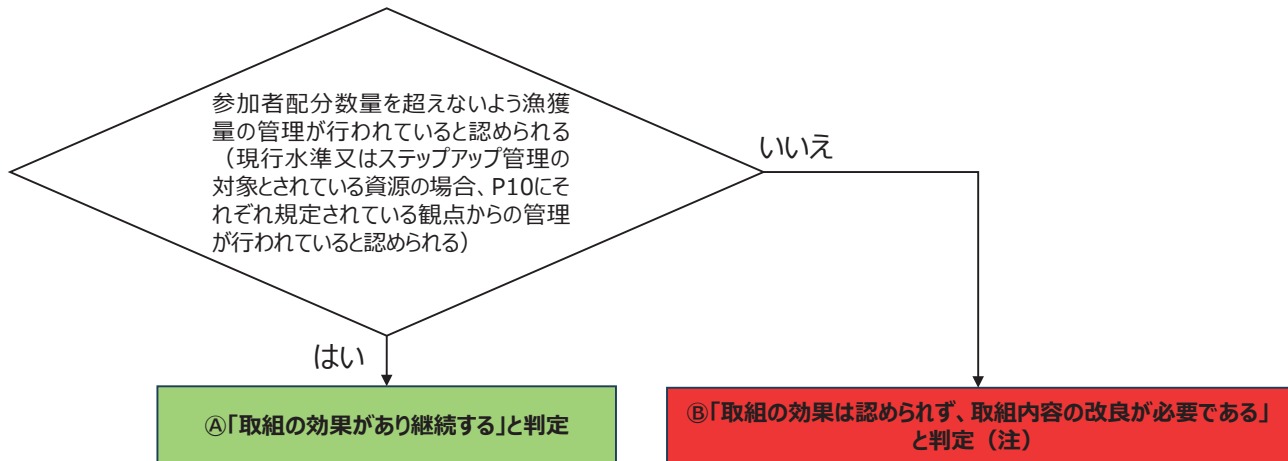 参加者配分数量を超えないよう漁獲
量の管理が行われていると認められる
（現行水準又はステップアップ管理の
対象とされている資源の場合、P10にそ
れぞれ規定されている観点からの管理
が行われていると認められる）
いいえ
はい
Ⓐ「取組の効果があり継続する」と判定
Ⓑ「取組の効果は認められず、取組内容の改良が必要である」
と判定（注）